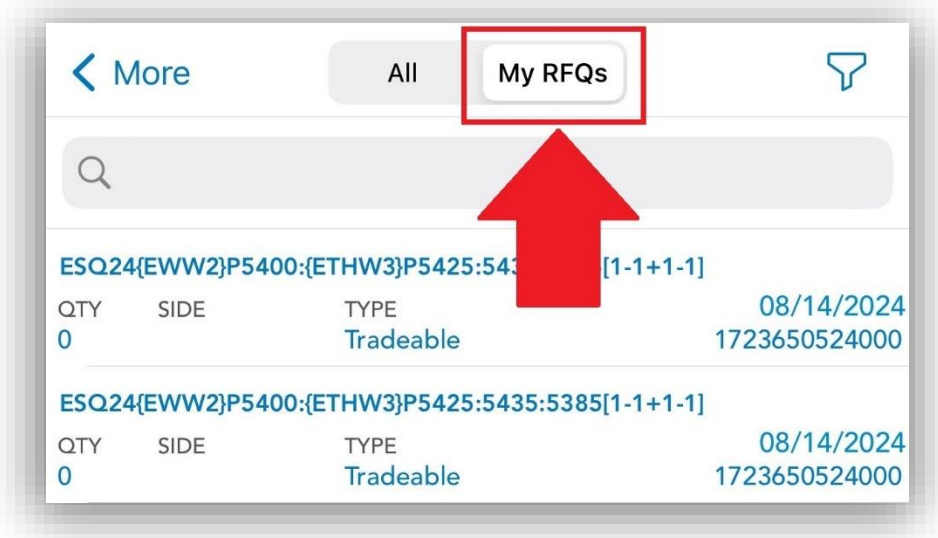 More All My RFQs
ESQ24{EWW2}P5400:{ETHW3}P5425:54 [1-1+1-1]
QTY SIDE TYPE 08/14/2024
0 Tradeable 1723650524000
ESQ24{EWW2}P5400:{ETHW3}P5425:5435:5385[1-1+1-1]
QTY SIDE TYPE 08/14/2024
0 Tradeable 1723650524000